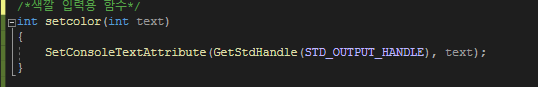 /*색깔 입력용 함수*/
int setcolor(int text)
{
SetConsoleTextAttribute(GetStdHandle(STD_OUTPUT_HANDLE), text);
}